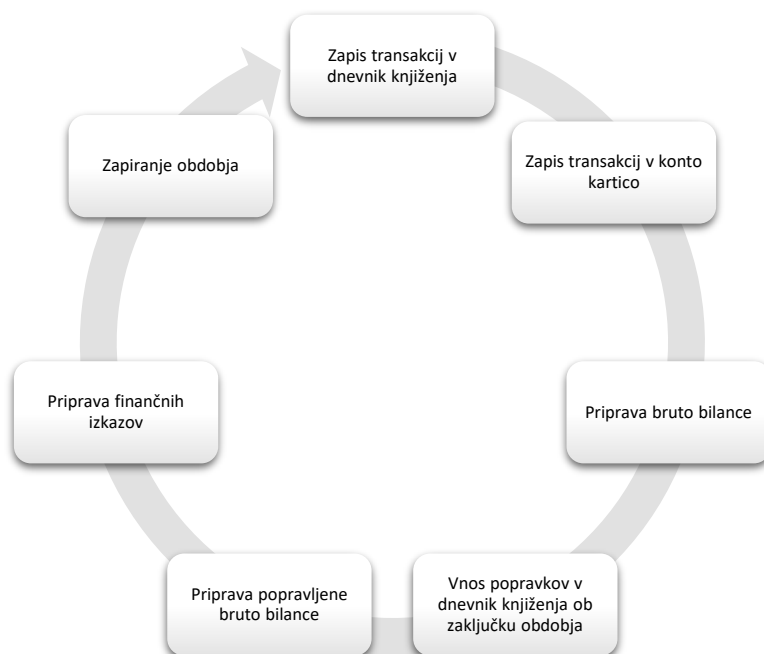 Zapis transakcij v
dnevnik knjiženja
Zapis transakcij v konto
kartico
Priprava bruto bilance
Vnos popravkov v
dnevnik knjiženja ob
zaključku obdobja
Priprava popravljene
bruto bilance
Priprava finančnih
izkazov
Zapiranje obdobja